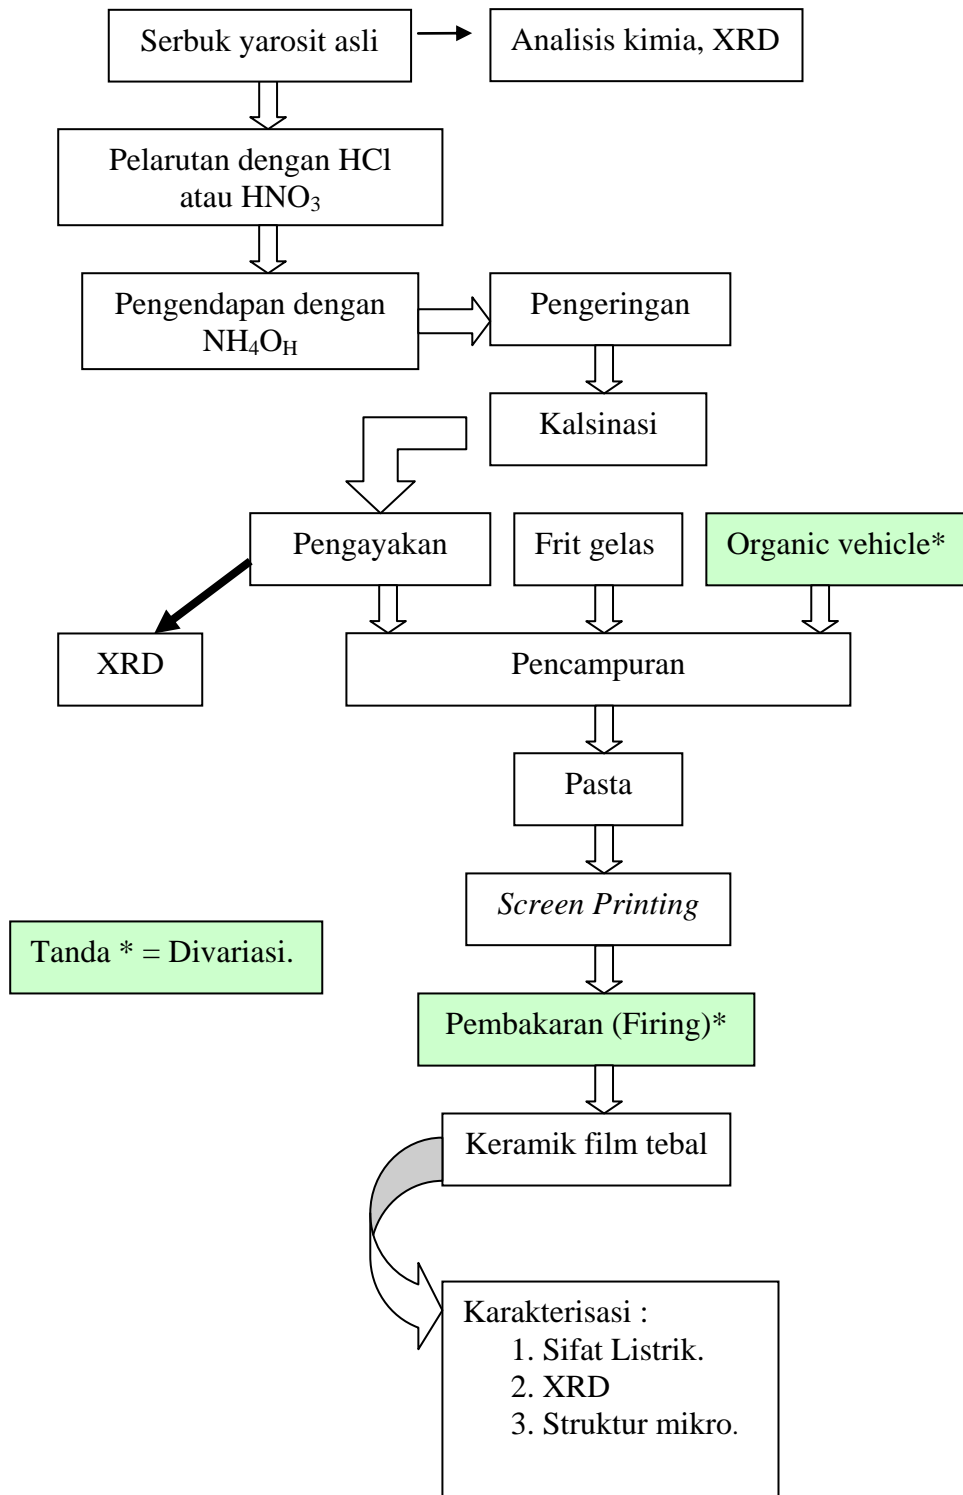 Serbuk yarosit asli
Analisis kimia, XRD
Pelarutan dengan HCl
atau HNO₃
Pengendapan dengan
NH₄OH
Pengeringan
Kalsinasi
Pengayakan
Frit gelas
Organic vehicle*
XRD
Pencampuran
Pasta
Screen Printing
Tanda * = Divariasi.
Pembakaran (Firing)*
Keramik film tebal
Karakterisasi :
1. Sifat Listrik.
2. XRD
3. Struktur mikro.